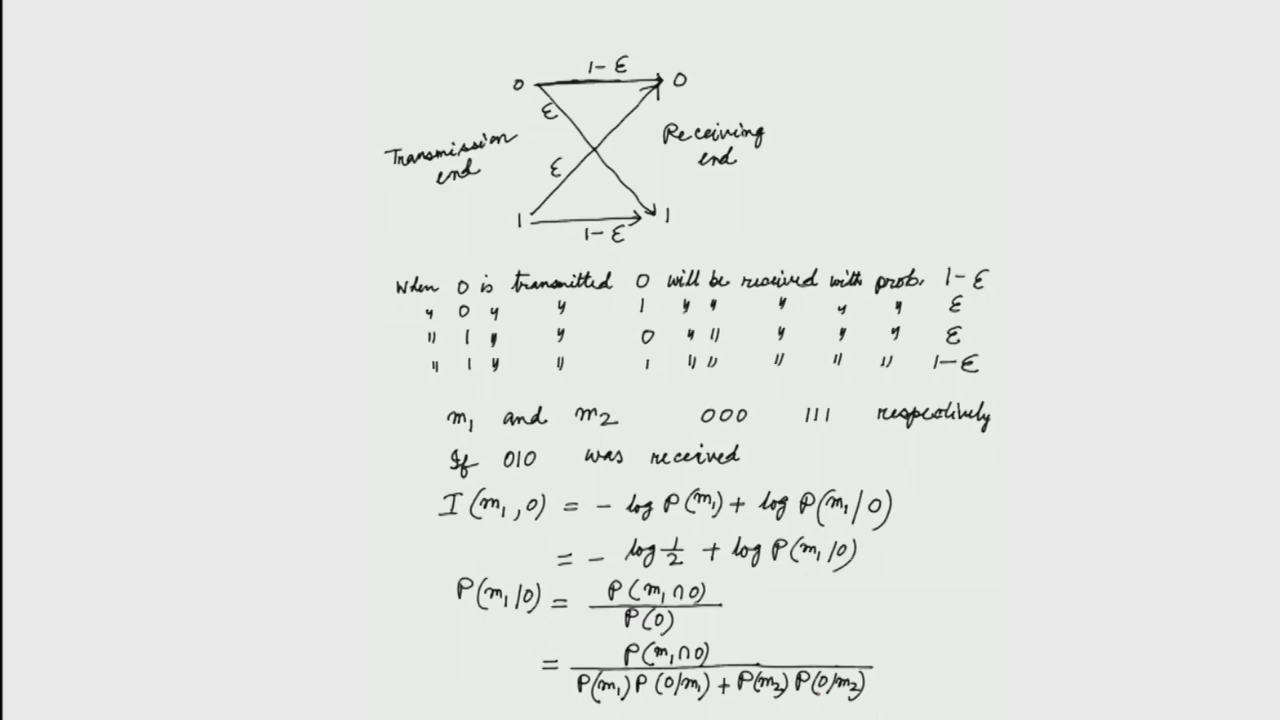 1-ε
0 0
ε
Transmission end
Receiving end
ε
1 1
1-ε
When 0 is transmitted 0 will be received with prob. 1-ε
" 0 " " 1 " " " " " ε
" 1 " " 0 " " " " " ε
" 1 " " 1 " " " " " 1-ε
m₁ and m₂ 000 111 respectively
If 010 was received
I(m₁,0) = - log P(m₁) + log P(m₁/0)
= - log 1/2 + log P(m₁/0)
P(m₁/0) = P(m₁∩0) / P(0)
= P(m₁∩0) / P(m₁)P(0/m₁) + P(m₂)P(0/m₂)